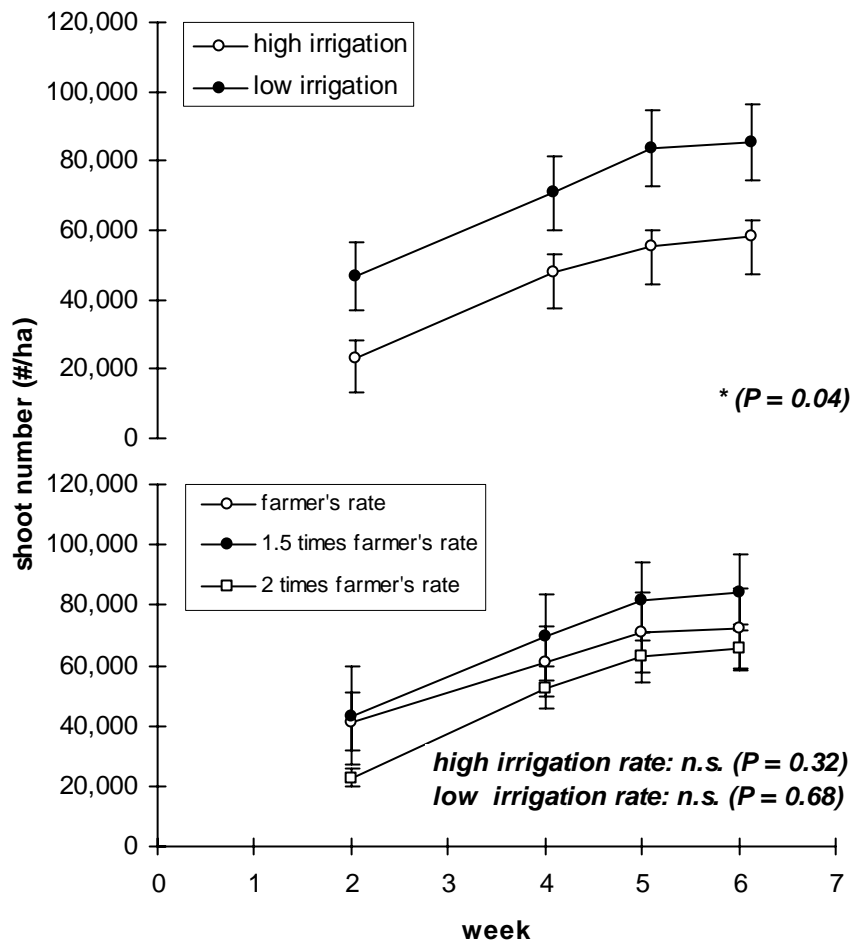 120,000
100,000
80,000
60,000
40,000
20,000
0
high irrigation
low irrigation
* (P = 0.04)
shoot number (#/ha)
120,000
100,000
80,000
60,000
40,000
20,000
0
farmer's rate
1.5 times farmer's rate
2 times farmer's rate
high irrigation rate: n.s. (P = 0.32)
low irrigation rate: n.s. (P = 0.68)
0 1 2 3 4 5 6 7
week